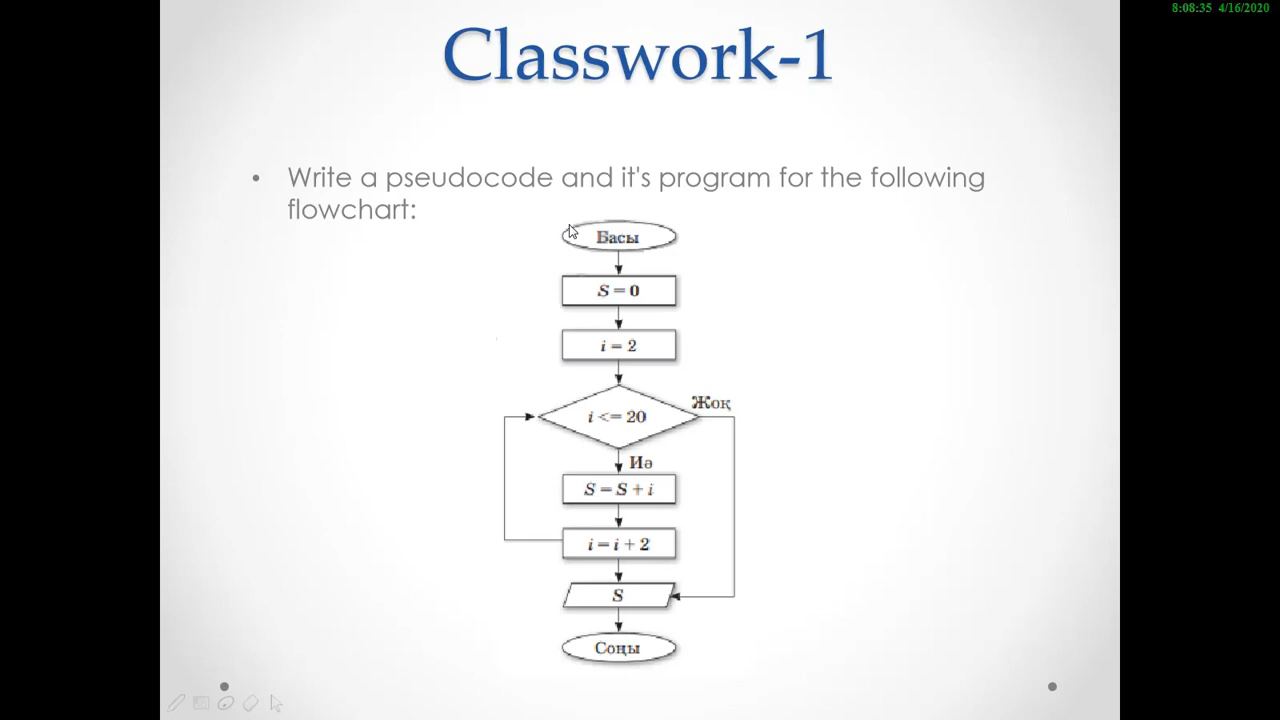 8:08:35 4/16/2020
Classwork-1
• Write a pseudocode and it's program for the following
flowchart:
Басы
S = 0
i = 2
i <= 20
Жоқ
Иә
S = S + i
i = i + 2
S
Соңы